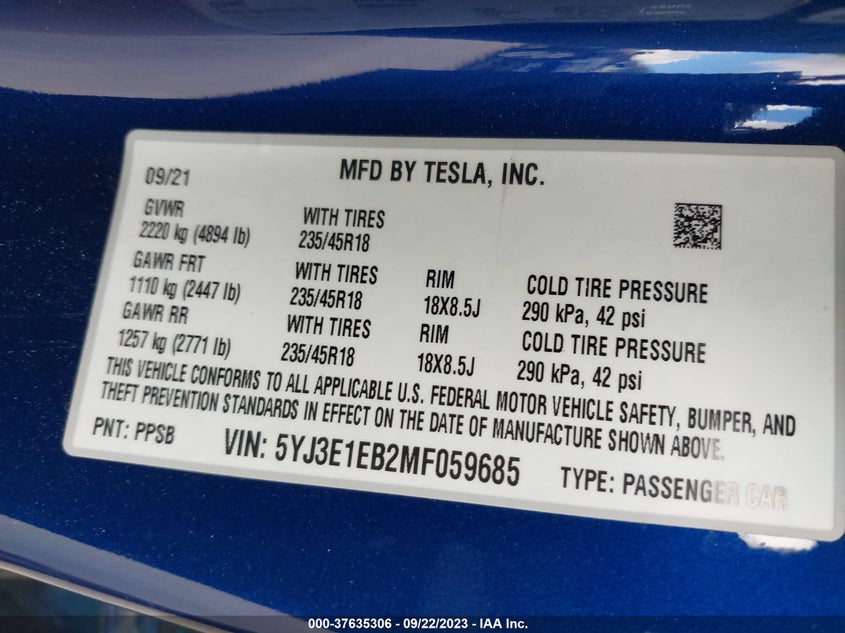 09/21 MFD BY TESLA, INC.
GVWR WITH TIRES
2220 kg (4894 lb) 235/45R18
GAWR FRT WITH TIRES RIM COLD TIRE PRESSURE
1110 kg (2447 lb) 235/45R18 18X8.5J 290 kPa, 42 psi
GAWR RR WITH TIRES RIM COLD TIRE PRESSURE
1257 kg (2771 lb) 235/45R18 18X8.5J 290 kPa, 42 psi
THIS VEHICLE CONFORMS TO ALL APPLICABLE U.S. FEDERAL MOTOR VEHICLE SAFETY, BUMPER, AND
THEFT PREVENTION STANDARDS IN EFFECT ON THE DATE OF MANUFACTURE SHOWN ABOVE.
PNT: PPSB VIN: 5YJ3E1EB2MF059685 TYPE: PASSENGER CAR
000-37635306 - 09/22/2023 - IAA Inc.